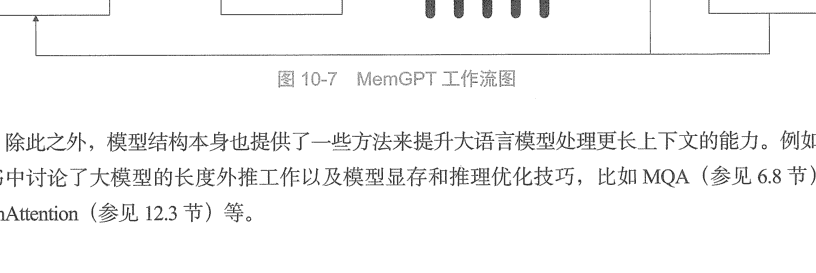 图 10-7 MemGPT 工作流图
除此之外，模型结构本身也提供了一些方法来提升大语言模型处理更长上下文的能力。例如
中讨论了大模型的长度外推工作以及模型显存和推理优化技巧，比如 MQA（参见 6.8 节）
Attention（参见 12.3 节）等。